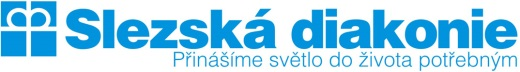 Slezská diakonie
Přinášíme světlo do života potřebným